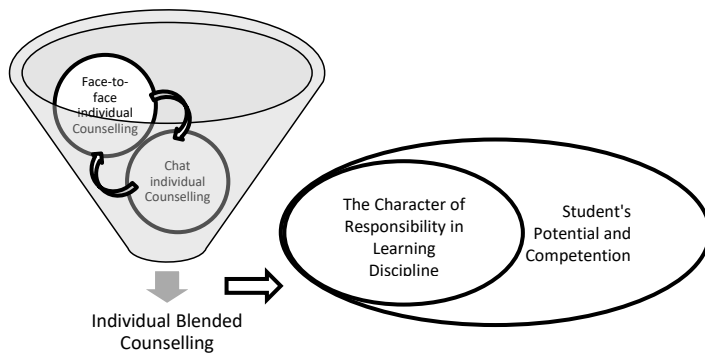 Face-to-
face
individual
Counselling
Chat
individual
Counselling
Individual Blended
Counselling
The Character of
Responsibility in
Learning
Discipline
Student's
Potential and
Competention